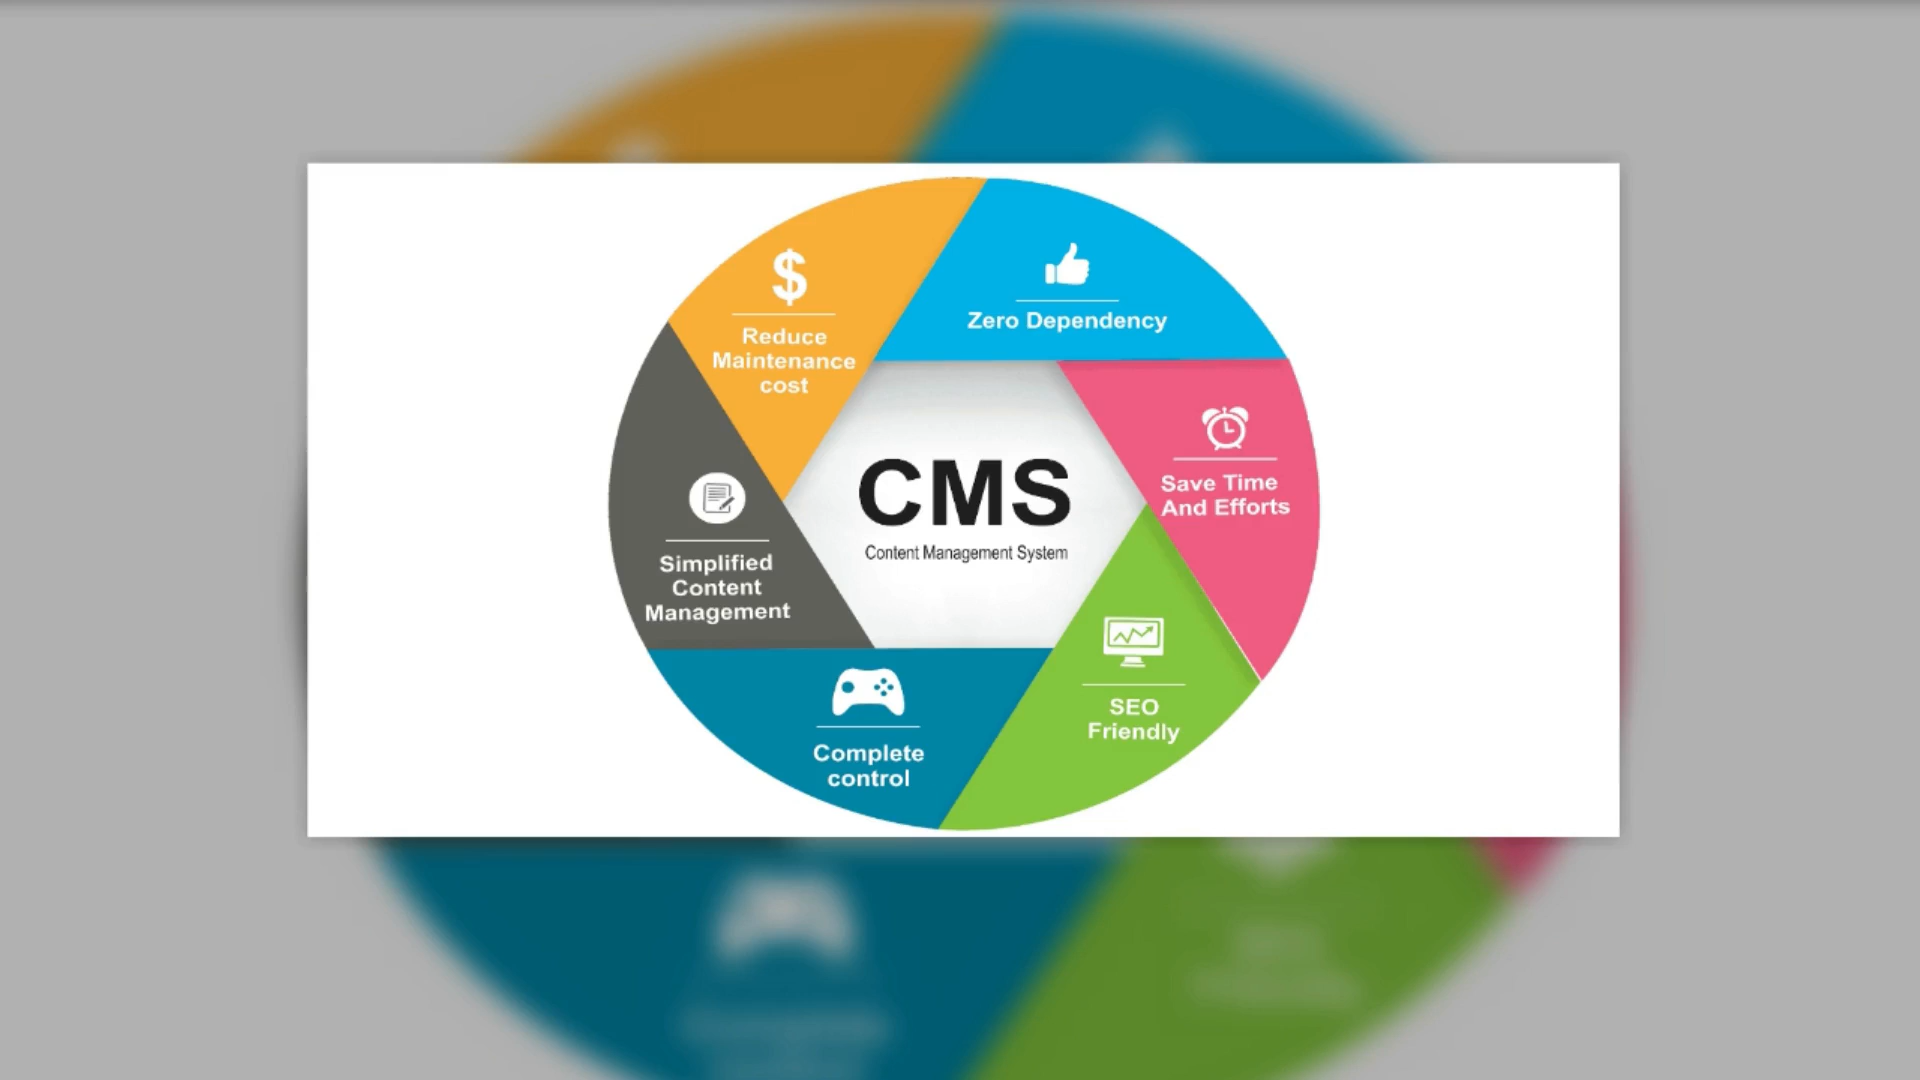 $
Reduce
Maintenance
cost
Zero Dependency
Save Time
And Efforts
CMS
Content Management System
Simplified
Content
Management
SEO
Friendly
Complete
control